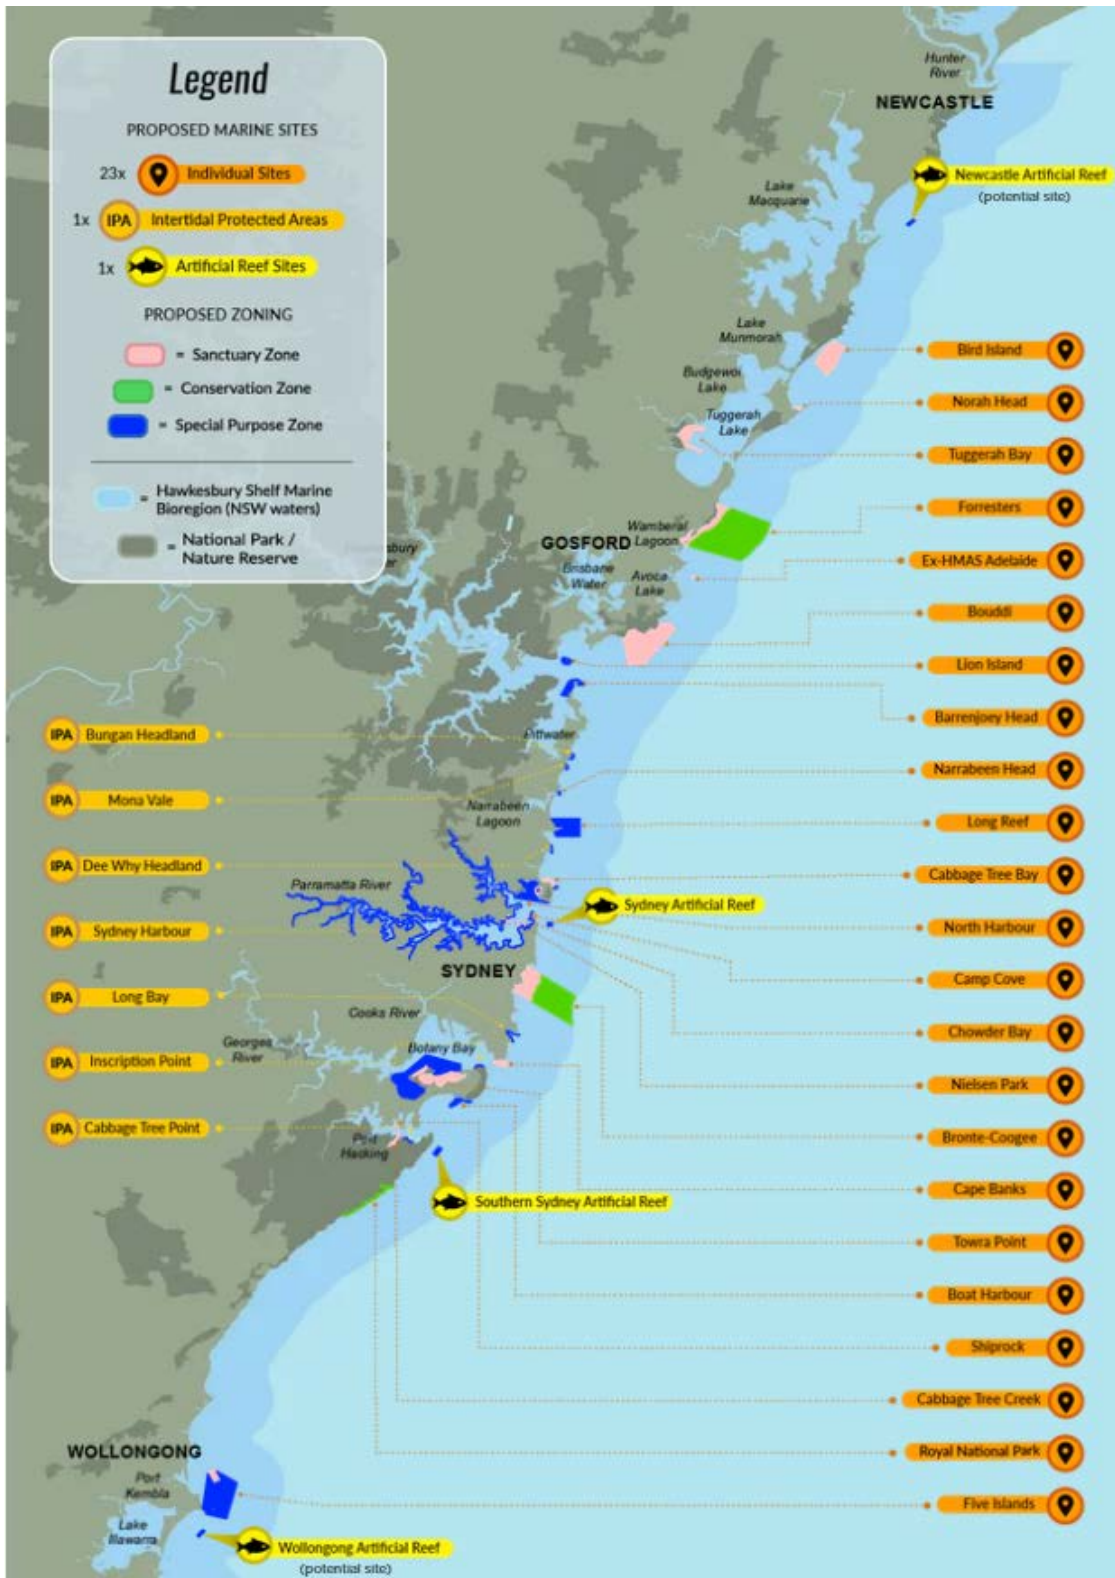 Legend
PROPOSED MARINE SITES
23x Individual Sites
1x IPA Intertidal Protected Areas
1x Artificial Reef Sites
PROPOSED ZONING
= Sanctuary Zone
= Conservation Zone
= Special Purpose Zone
= Hawkesbury Shelf Marine
Bioregion (NSW waters)
= National Park /
Nature Reserve
Hunter
River
NEWCASTLE
Newcastle Artificial Reef
(potential site)
Lake
Macquarie
Lake
Munmorah
Budgewoi
Lake
Tuggerah
Lake
Wamberal
Lagoon
GOSFORD
Brisbane
Water
Avoca
Lake
Pittwater
Narrabeen
Lagoon
Parramatta River
Sydney Artificial Reef
SYDNEY
Cooks River
Georges
River
Botany Bay
Port
Hacking
Southern Sydney Artificial Reef
WOLLONGONG
Port
Kembla
Lake
Illawarra
Wollongong Artificial Reef
(potential site)
IPA Bungan Headland
IPA Mona Vale
IPA Dee Why Headland
IPA Sydney Harbour
IPA Long Bay
IPA Inscription Point
IPA Cabbage Tree Point
Bird Island
Norah Head
Tuggerah Bay
Forresters
Ex-HMAS Adelaide
Bouddi
Lion Island
Barrenjoey Head
Narrabeen Head
Long Reef
Cabbage Tree Bay
North Harbour
Camp Cove
Chowder Bay
Nielsen Park
Bronte-Coogee
Cape Banks
Towra Point
Boat Harbour
Shiprock
Cabbage Tree Creek
Royal National Park
Five Islands